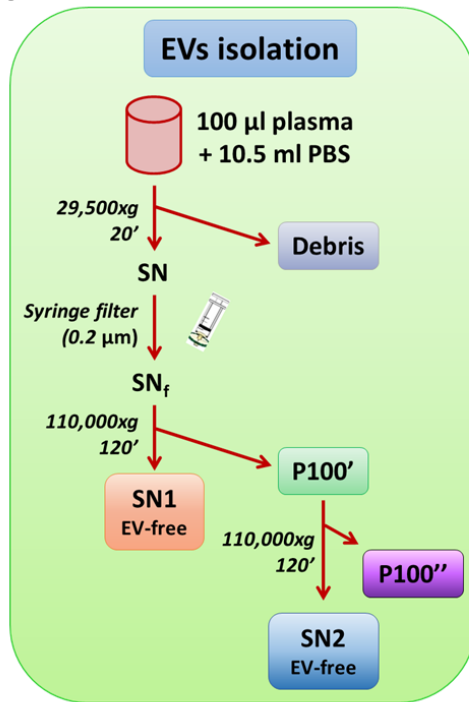 EVs isolation
100 µl plasma
+ 10.5 ml PBS
29,500xg
20’
Debris
SN
Syringe filter
(0.2 µm)
SNf
110,000xg
120’
P100’
SN1
EV-free
110,000xg
120’
P100’’
SN2
EV-free